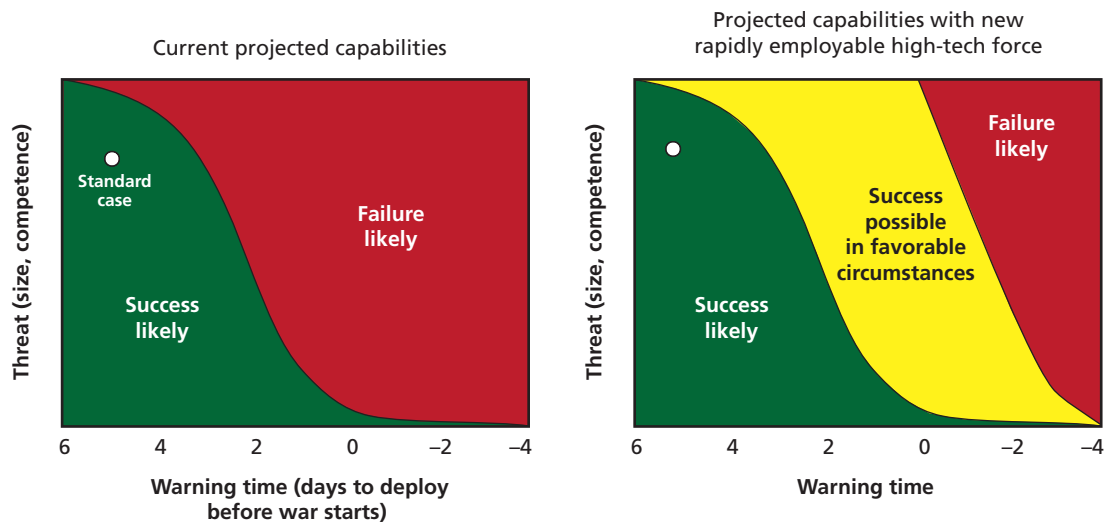 Current projected capabilities
Threat (size, competence)
Standard
case
Failure
likely
Success
likely
6 4 2 0 –2 –4
Warning time (days to deploy
before war starts)
Projected capabilities with new
rapidly employable high-tech force
Threat (size, competence)
Failure
likely
Success
possible
in favorable
circumstances
Success
likely
6 4 2 0 –2 –4
Warning time